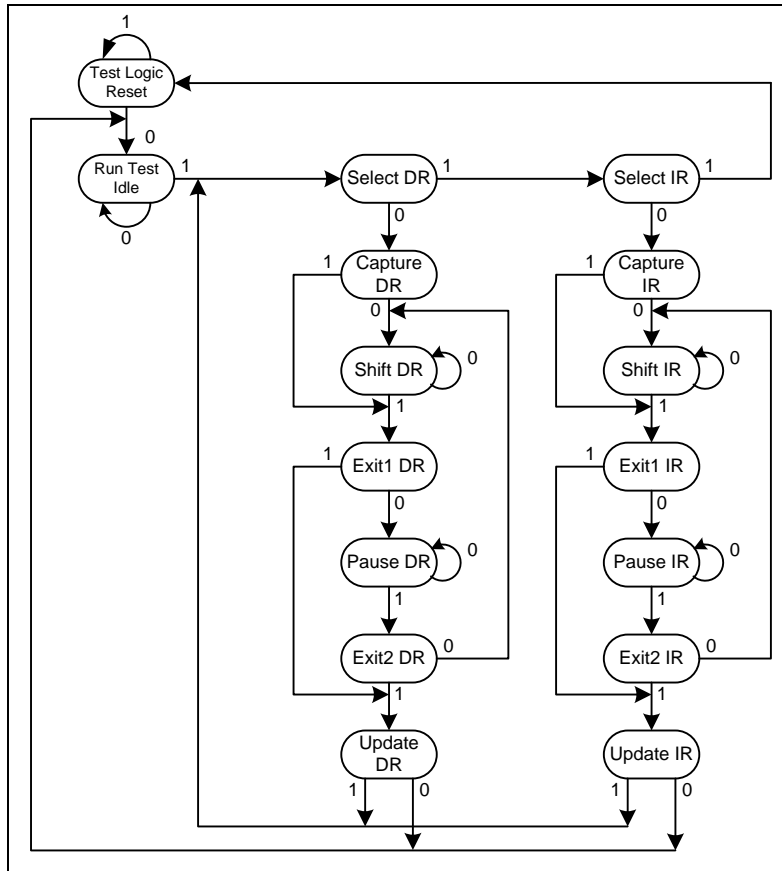 1
Test Logic
Reset
0
Run Test
Idle
1
0
Select DR
1
0
Select IR
1
0
1
Capture
DR
0
1
Capture
IR
0
Shift DR
0
1
Shift IR
0
1
1
Exit1 DR
0
1
Exit1 IR
0
Pause DR
0
1
Pause IR
0
1
Exit2 DR
0
1
Exit2 IR
0
1
Update
DR
1
0
Update IR
1
0